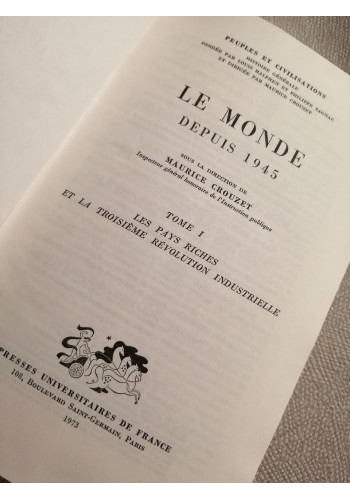 PEUPLES ET CIVILISATIONS
HISTOIRE GÉNÉRALE
FONDÉE PAR LOUIS HALPHEN ET PHILIPPE SAGNAC
ET DIRIGÉE PAR MAURICE CROUZET
LE MONDE
DEPUIS 1945
SOUS LA DIRECTION DE
MAURICE CROUZET
Inspecteur général honoraire de l'Instruction publique
TOME I
LES PAYS RICHES
ET LA TROISIÈME RÉVOLUTION INDUSTRIELLE
PRESSES UNIVERSITAIRES DE FRANCE
108, BOULEVARD SAINT-GERMAIN, PARIS
1973